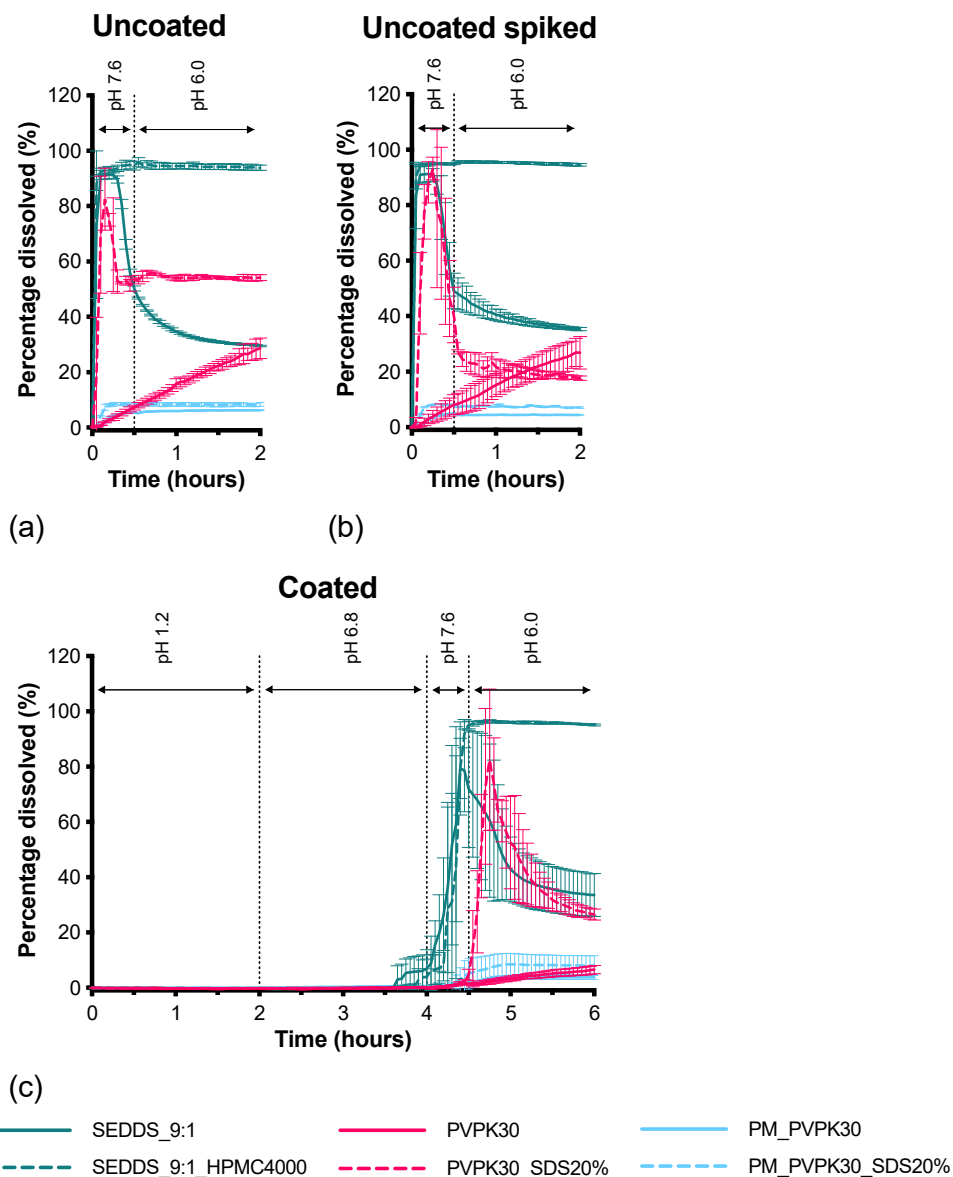 Uncoated
pH 7.6
pH 6.0
Percentage dissolved (%)
120
100
80
60
40
20
0
0 1 2
Time (hours)
(a)
Uncoated spiked
pH 7.6
pH 6.0
Percentage dissolved (%)
120
100
80
60
40
20
0
0 1 2
Time (hours)
(b)
Coated
pH 1.2
pH 6.8
pH 7.6
pH 6.0
Percentage dissolved (%)
120
100
80
60
40
20
0
0 1 2 3 4 5 6
Time (hours)
(c)
SEDDS_9:1 PVPK30 PM_PVPK30
SEDDS_9:1_HPMC4000 PVPK30_SDS20% PM_PVPK30_SDS20%